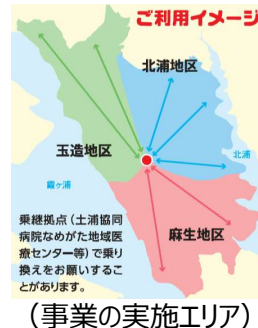 ご利用イメージ
北浦地区
玉造地区
北浦
霞ヶ浦
麻生地区
乗継拠点（土浦協同
病院なめがた地域医
療センター等）で乗り
換えをお願いするこ
とがあります。
（事業の実施エリア）